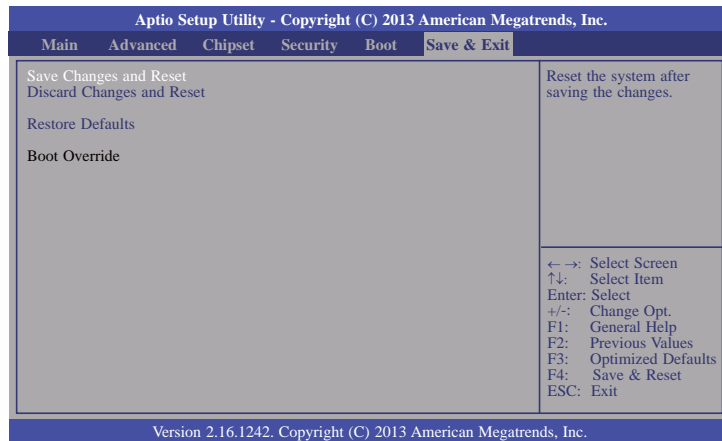 Aptio Setup Utility - Copyright (C) 2013 American Megatrends, Inc.
Main Advanced Chipset Security Boot Save & Exit
Save Changes and Reset
Discard Changes and Reset
Restore Defaults
Boot Override
Reset the system after
saving the changes.
← →: Select Screen
↑↓: Select Item
Enter: Select
+/-: Change Opt.
F1: General Help
F2: Previous Values
F3: Optimized Defaults
F4: Save & Reset
ESC: Exit
Version 2.16.1242. Copyright (C) 2013 American Megatrends, Inc.